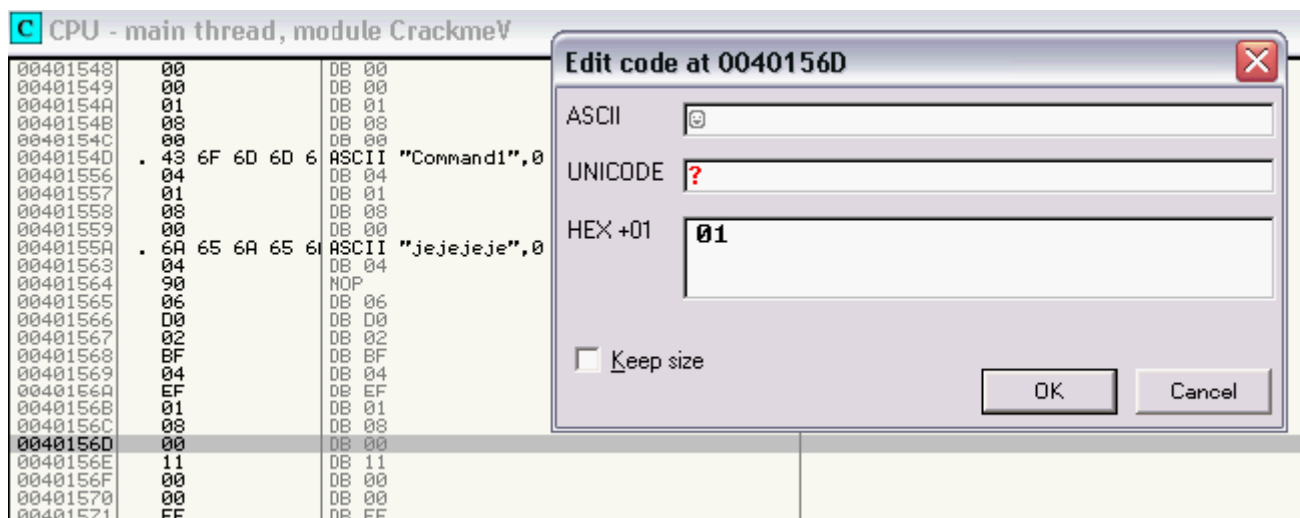 C CPU - main thread, module CrackmeV
00401548 00 DB 00
00401549 00 DB 00
0040154A 01 DB 01
0040154B 08 DB 08
0040154C 00 DB 00
0040154D . 43 6F 6D 6D 6 ASCII "Command1",0
00401556 04 DB 04
00401557 01 DB 01
00401558 08 DB 08
00401559 00 DB 00
0040155A . 6A 65 6A 65 6 ASCII "jejejeje",0
00401563 04 DB 04
00401564 90 NOP
00401565 06 DB 06
00401566 D0 DB D0
00401567 02 DB 02
00401568 BF DB BF
00401569 04 DB 04
0040156A EF DB EF
0040156B 01 DB 01
0040156C 08 DB 08
0040156D 00 DB 00
0040156E 11 DB 11
0040156F 00 DB 00
00401570 00 DB 00
00401571 FF DB FF
Edit code at 0040156D
ASCII
UNICODE ?
HEX +01 01
Keep size
OK Cancel